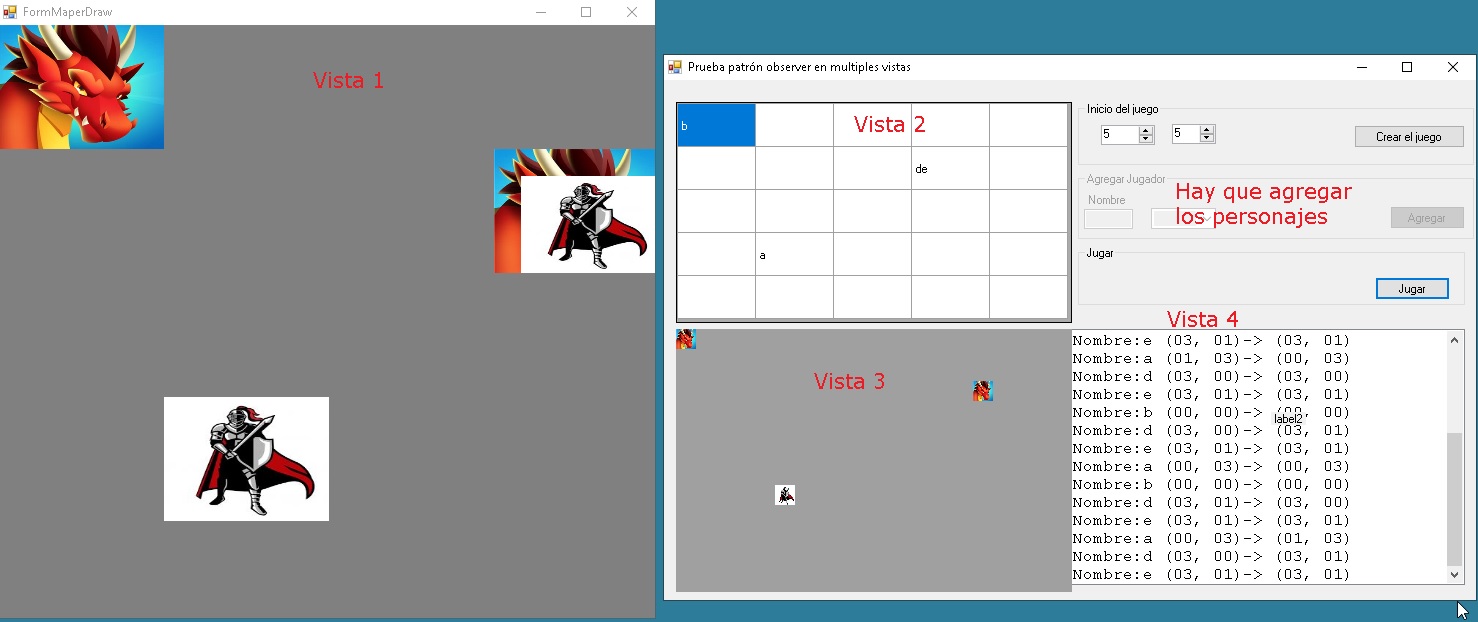 FormMaperDraw
Vista 1
Prueba patrón observer en multiples vistas
b
Vista 2
de
a
Inicio del juego
5
5
Crear el juego
Agregar Jugador
Nombre
Hay que agregar
los personajes
Agregar
Jugar
Jugar
Vista 3
Vista 4
Nombre:e (03, 01)-> (03, 01)
Nombre:a (01, 03)-> (00, 03)
Nombre:d (03, 00)-> (03, 00)
Nombre:e (03, 01)-> (03, 01)
Nombre:b (00, 00)-> (00, 00)
label2
Nombre:d (03, 00)-> (03, 01)
Nombre:e (03, 01)-> (03, 01)
Nombre:a (00, 03)-> (00, 03)
Nombre:b (00, 00)-> (00, 00)
Nombre:d (03, 01)-> (03, 00)
Nombre:e (03, 01)-> (03, 01)
Nombre:a (00, 03)-> (01, 03)
Nombre:d (03, 00)-> (03, 01)
Nombre:e (03, 01)-> (03, 01)